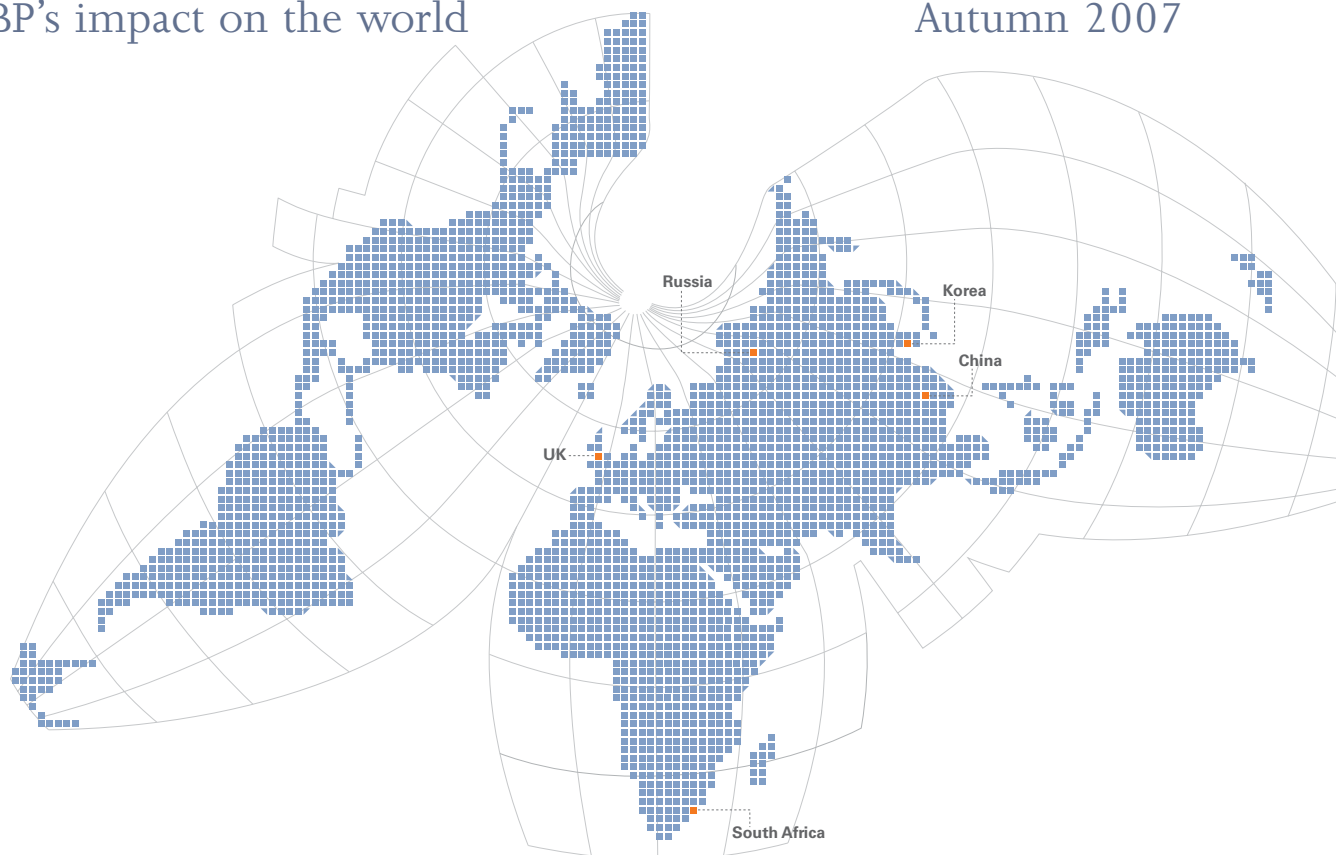 BP’s impact on the world
Autumn 2007
Russia
Korea
China
UK
South Africa